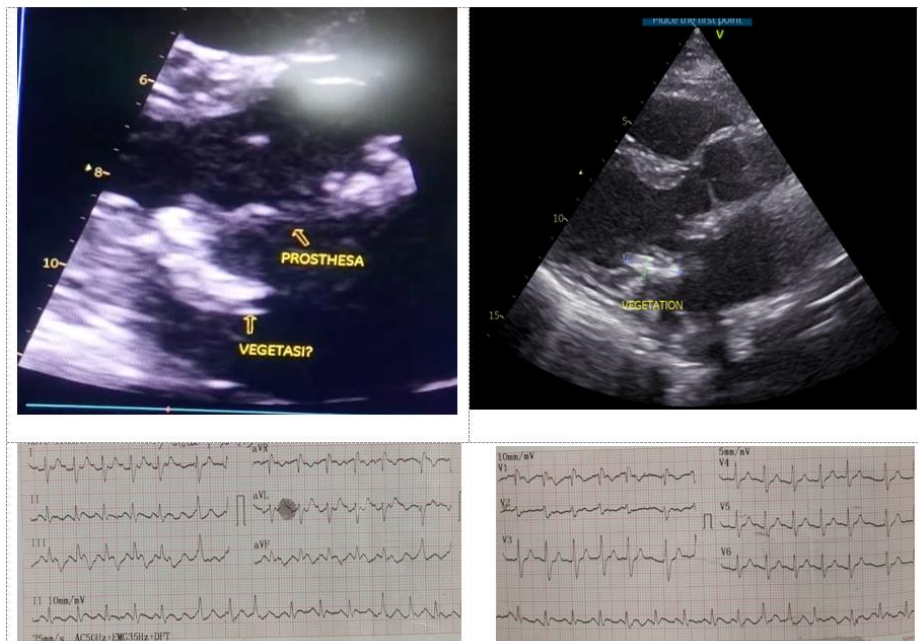 Place the first point
V
6
8
10
PROSTHESA
VEGETASI?
5
10
15
VEGETATION
I
aVR
II
aVL
III
aVF
II 10mm/mV
25mm/s AC50Hz+EMG35Hz+DFT
10mm/mV
V1
V2
V3
5mm/mV
V4
V5
V6